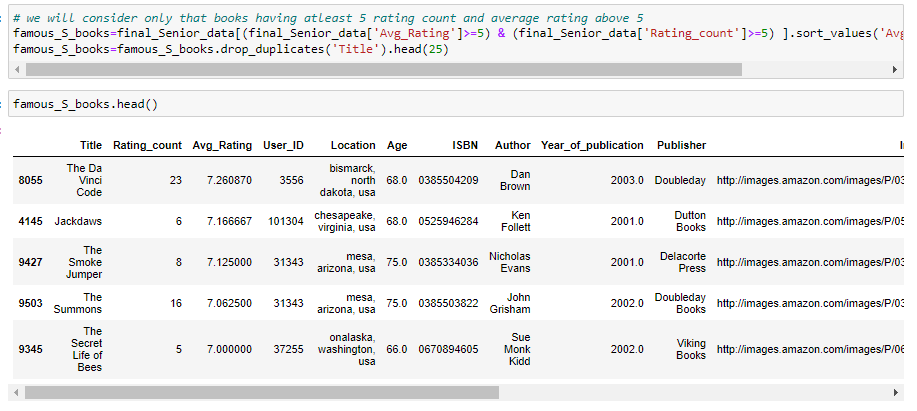 # we will consider only that books having atleast 5 rating count and average rating above 5
famous_S_books=final_Senior_data[(final_Senior_data['Avg_Rating']>=5) & (final_Senior_data['Rating_count']>=5) ].sort_values('Avg
famous_S_books=famous_S_books.drop_duplicates('Title').head(25)
famous_S_books.head()
Title Rating_count Avg_Rating User_ID Location Age ISBN Author Year_of_publication Publisher
8055 The Da Vinci Code 23 7.260870 3556 bismarck, north dakota, usa 68.0 0385504209 Dan Brown 2003.0 Doubleday http://images.amazon.com/images/P/03
4145 Jackdaws 6 7.166667 101304 chesapeake, virginia, usa 68.0 0525946284 Ken Follett 2001.0 Dutton Books http://images.amazon.com/images/P/05
9427 The Smoke Jumper 8 7.125000 31343 mesa, arizona, usa 75.0 0385334036 Nicholas Evans 2001.0 Delacorte Press http://images.amazon.com/images/P/03
9503 The Summons 16 7.062500 31343 mesa, arizona, usa 75.0 0385503822 John Grisham 2002.0 Doubleday Books http://images.amazon.com/images/P/03
9345 The Secret Life of Bees 5 7.000000 37255 onalaska, washington, usa 66.0 0670894605 Sue Monk Kidd 2002.0 Viking Books http://images.amazon.com/images/P/06